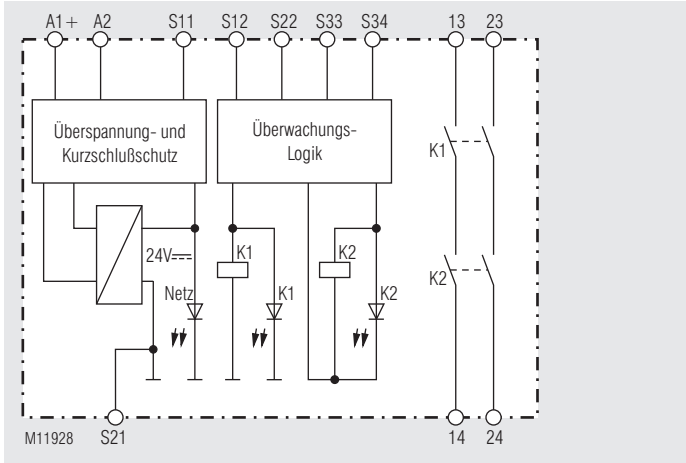 A1+ A2 S11 S12 S22 S33 S34 13 23
Überspannung- und
Kurzschlußschutz
Überwachungs-
Logik
K1
24V
K1
K2
K2
Netz
K1
K2
M11928
S21
14 24